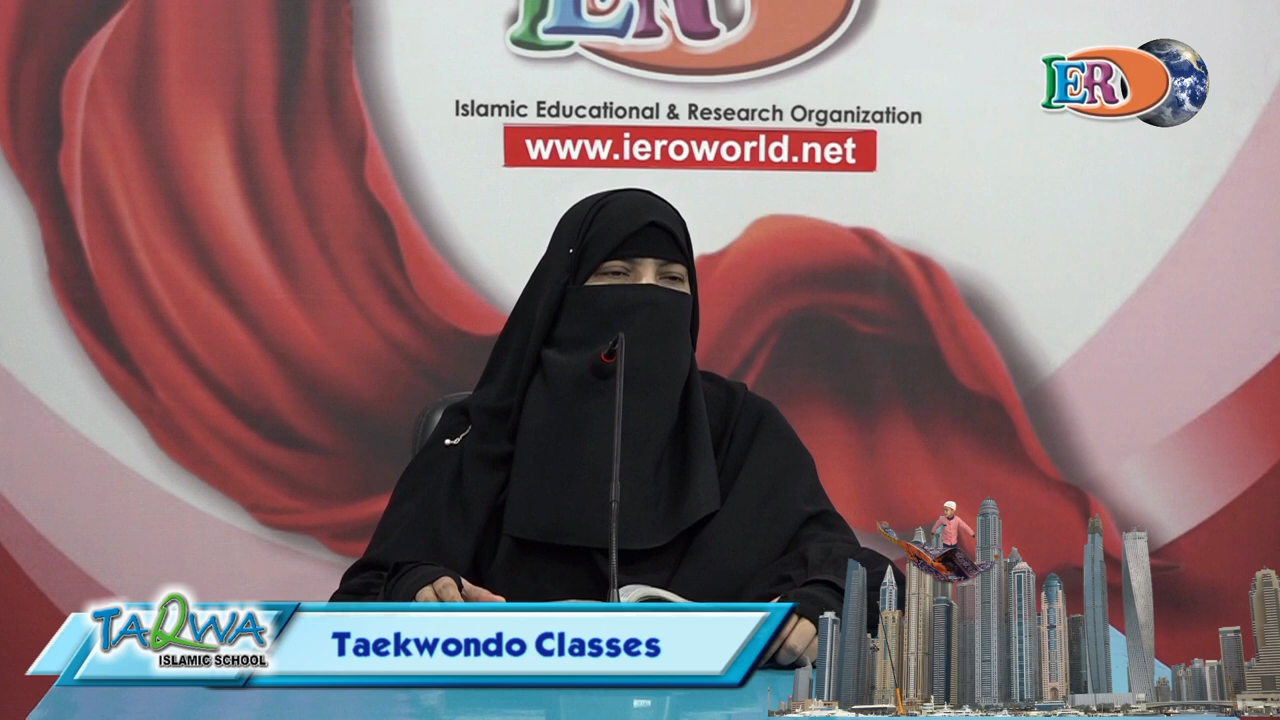 IER
Islamic Educational & Research Organization
www.ieroworld.net
IER
TAQWA
ISLAMIC SCHOOL
Taekwondo Classes